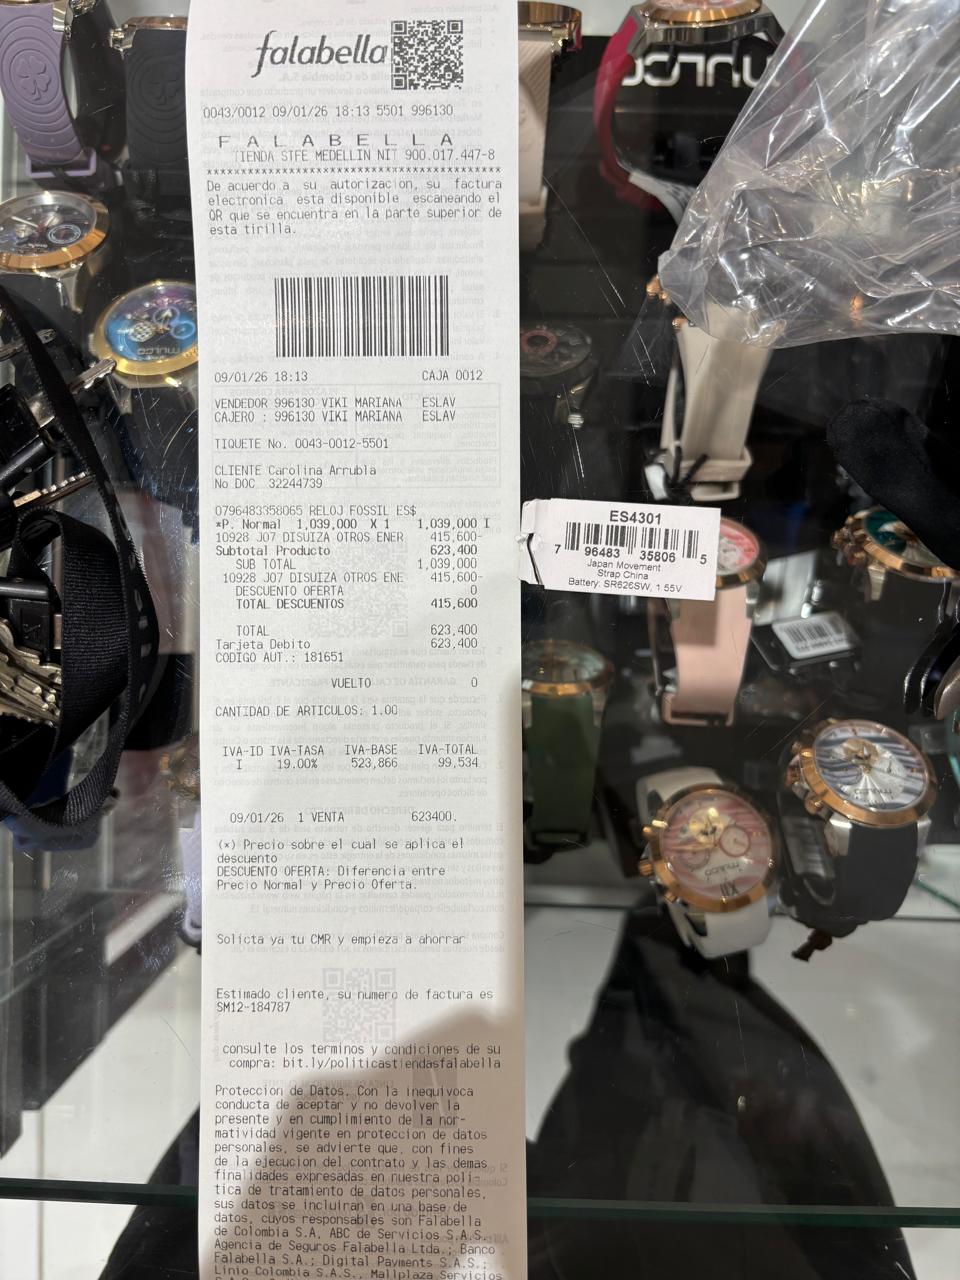 falabella
0043/0012 09/01/26 18:13 5501 996130
F A L A B E L L A
TIENDA STFE MEDELLIN NIT 900.017.447-8
De acuerdo a su autorizacion, su factura
electronica esta disponible escaneando el
QR que se encuentra en la parte superior de
esta tirilla.
09/01/26 18:13 CAJA 0012
VENDEDOR 996130 VIKI MARIANA ESLAV
CAJERO : 996130 VIKI MARIANA ESLAV
TIQUETE No. 0043-0012-5501
CLIENTE Carolina Arrubla
No DOC 32244739
0796483358065 RELOJ FOSSIL ES$
*P. Normal 1,039,000 X 1 1,039,000 I
10928 J07 DISUIZA OTROS ENER 415,600-
Subtotal Producto 623,400
SUB TOTAL 1,039,000
10928 J07 DISUIZA OTROS ENE 415,600-
DESCUENTO OFERTA 0
TOTAL DESCUENTOS 415,600
TOTAL 623,400
Tarjeta Debito 623,400
CODIGO AUT.: 181651
VUELTO 0
CANTIDAD DE ARTICULOS: 1.00
IVA-ID IVA-TASA IVA-BASE IVA-TOTAL
I 19.00% 523,866 99,534
09/01/26 1 VENTA 623400.
(*) Precio sobre el cual se aplica el
descuento
DESCUENTO OFERTA: Diferencia entre
Precio Normal y Precio Oferta.
Solicta ya tu CMR y empieza a ahorrar
Estimado cliente, su numero de factura es
SM12-184787
consulte los terminos y condiciones de su
compra: bit.ly/politicastiendasfalabella
Proteccion de Datos. Con la inequivoca
conducta de aceptar y no devolver la
presente y en cumplimiento de la nor-
matividad vigente en proteccion de datos
personales, se advierte que, con fines
de la ejecucion del contrato y las demas
finalidades expresadas en nuestra poli-
tica de tratamiento de datos personales,
sus datos se incluiran en una base de
datos, cuyos responsables son Falabella
de Colombia S.A, ABC de Servicios S.A.S.
Agencia de Seguros Falabella Ltda.; Banco
Falabella S.A.; Digital Payments S.A.S.;
Linio Colombia S.A.S., Mallplaza Servicios
ES4301
7 96483 35806 5
Japan Movement
Strap China
Battery: SR626SW, 1.55V
mulco
mulco
mulco
mulco